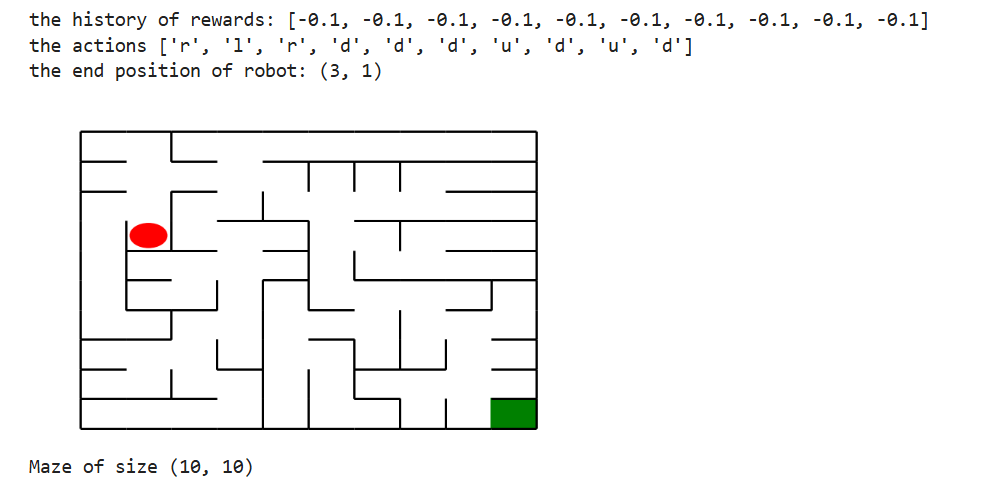 the history of rewards: [-0.1, -0.1, -0.1, -0.1, -0.1, -0.1, -0.1, -0.1, -0.1, -0.1]
the actions ['r', 'l', 'r', 'd', 'd', 'd', 'u', 'd', 'u', 'd']
the end position of robot: (3, 1)
Maze of size (10, 10)